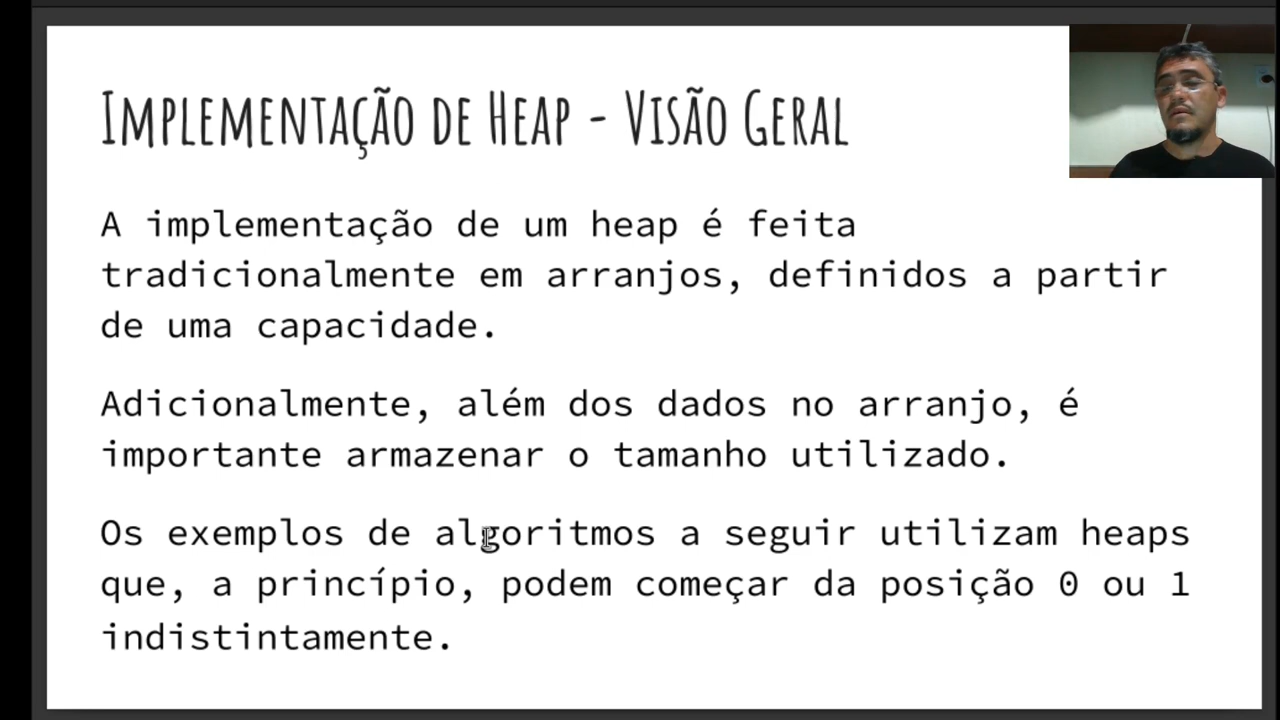 Implementação de Heap - Visão Geral
A implementação de um heap é feita
tradicionalmente em arranjos, definidos a partir
de uma capacidade.
Adicionalmente, além dos dados no arranjo, é
importante armazenar o tamanho utilizado.
Os exemplos de algoritmos a seguir utilizam heaps
que, a princípio, podem começar da posição 0 ou 1
indistintamente.